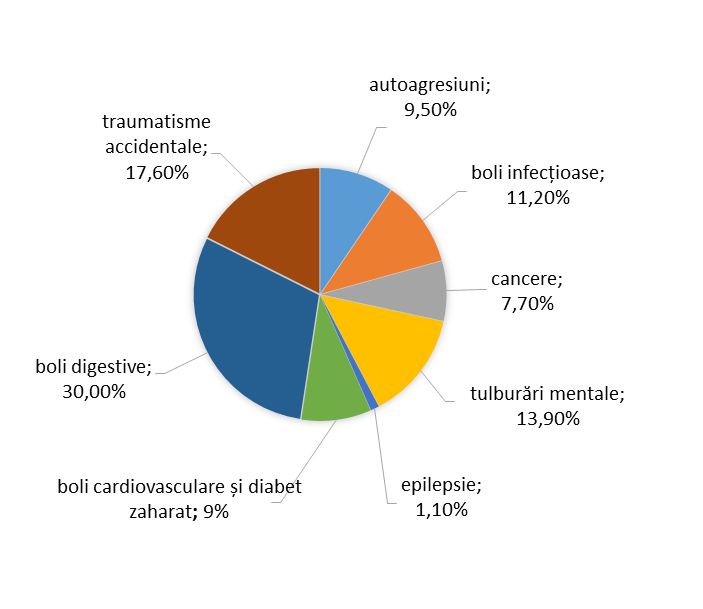 autoagresiuni;
9,50%
boli infecțioase;
11,20%
cancere;
7,70%
tulburări mentale;
13,90%
epilepsie;
1,10%
boli cardiovasculare și diabet
zaharat; 9%
boli digestive;
30,00%
traumatisme
accidentale;
17,60%